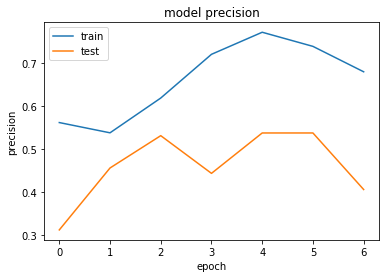 model precision
train
test
precision
0.7
0.6
0.5
0.4
0.3
0 1 2 3 4 5 6
epoch